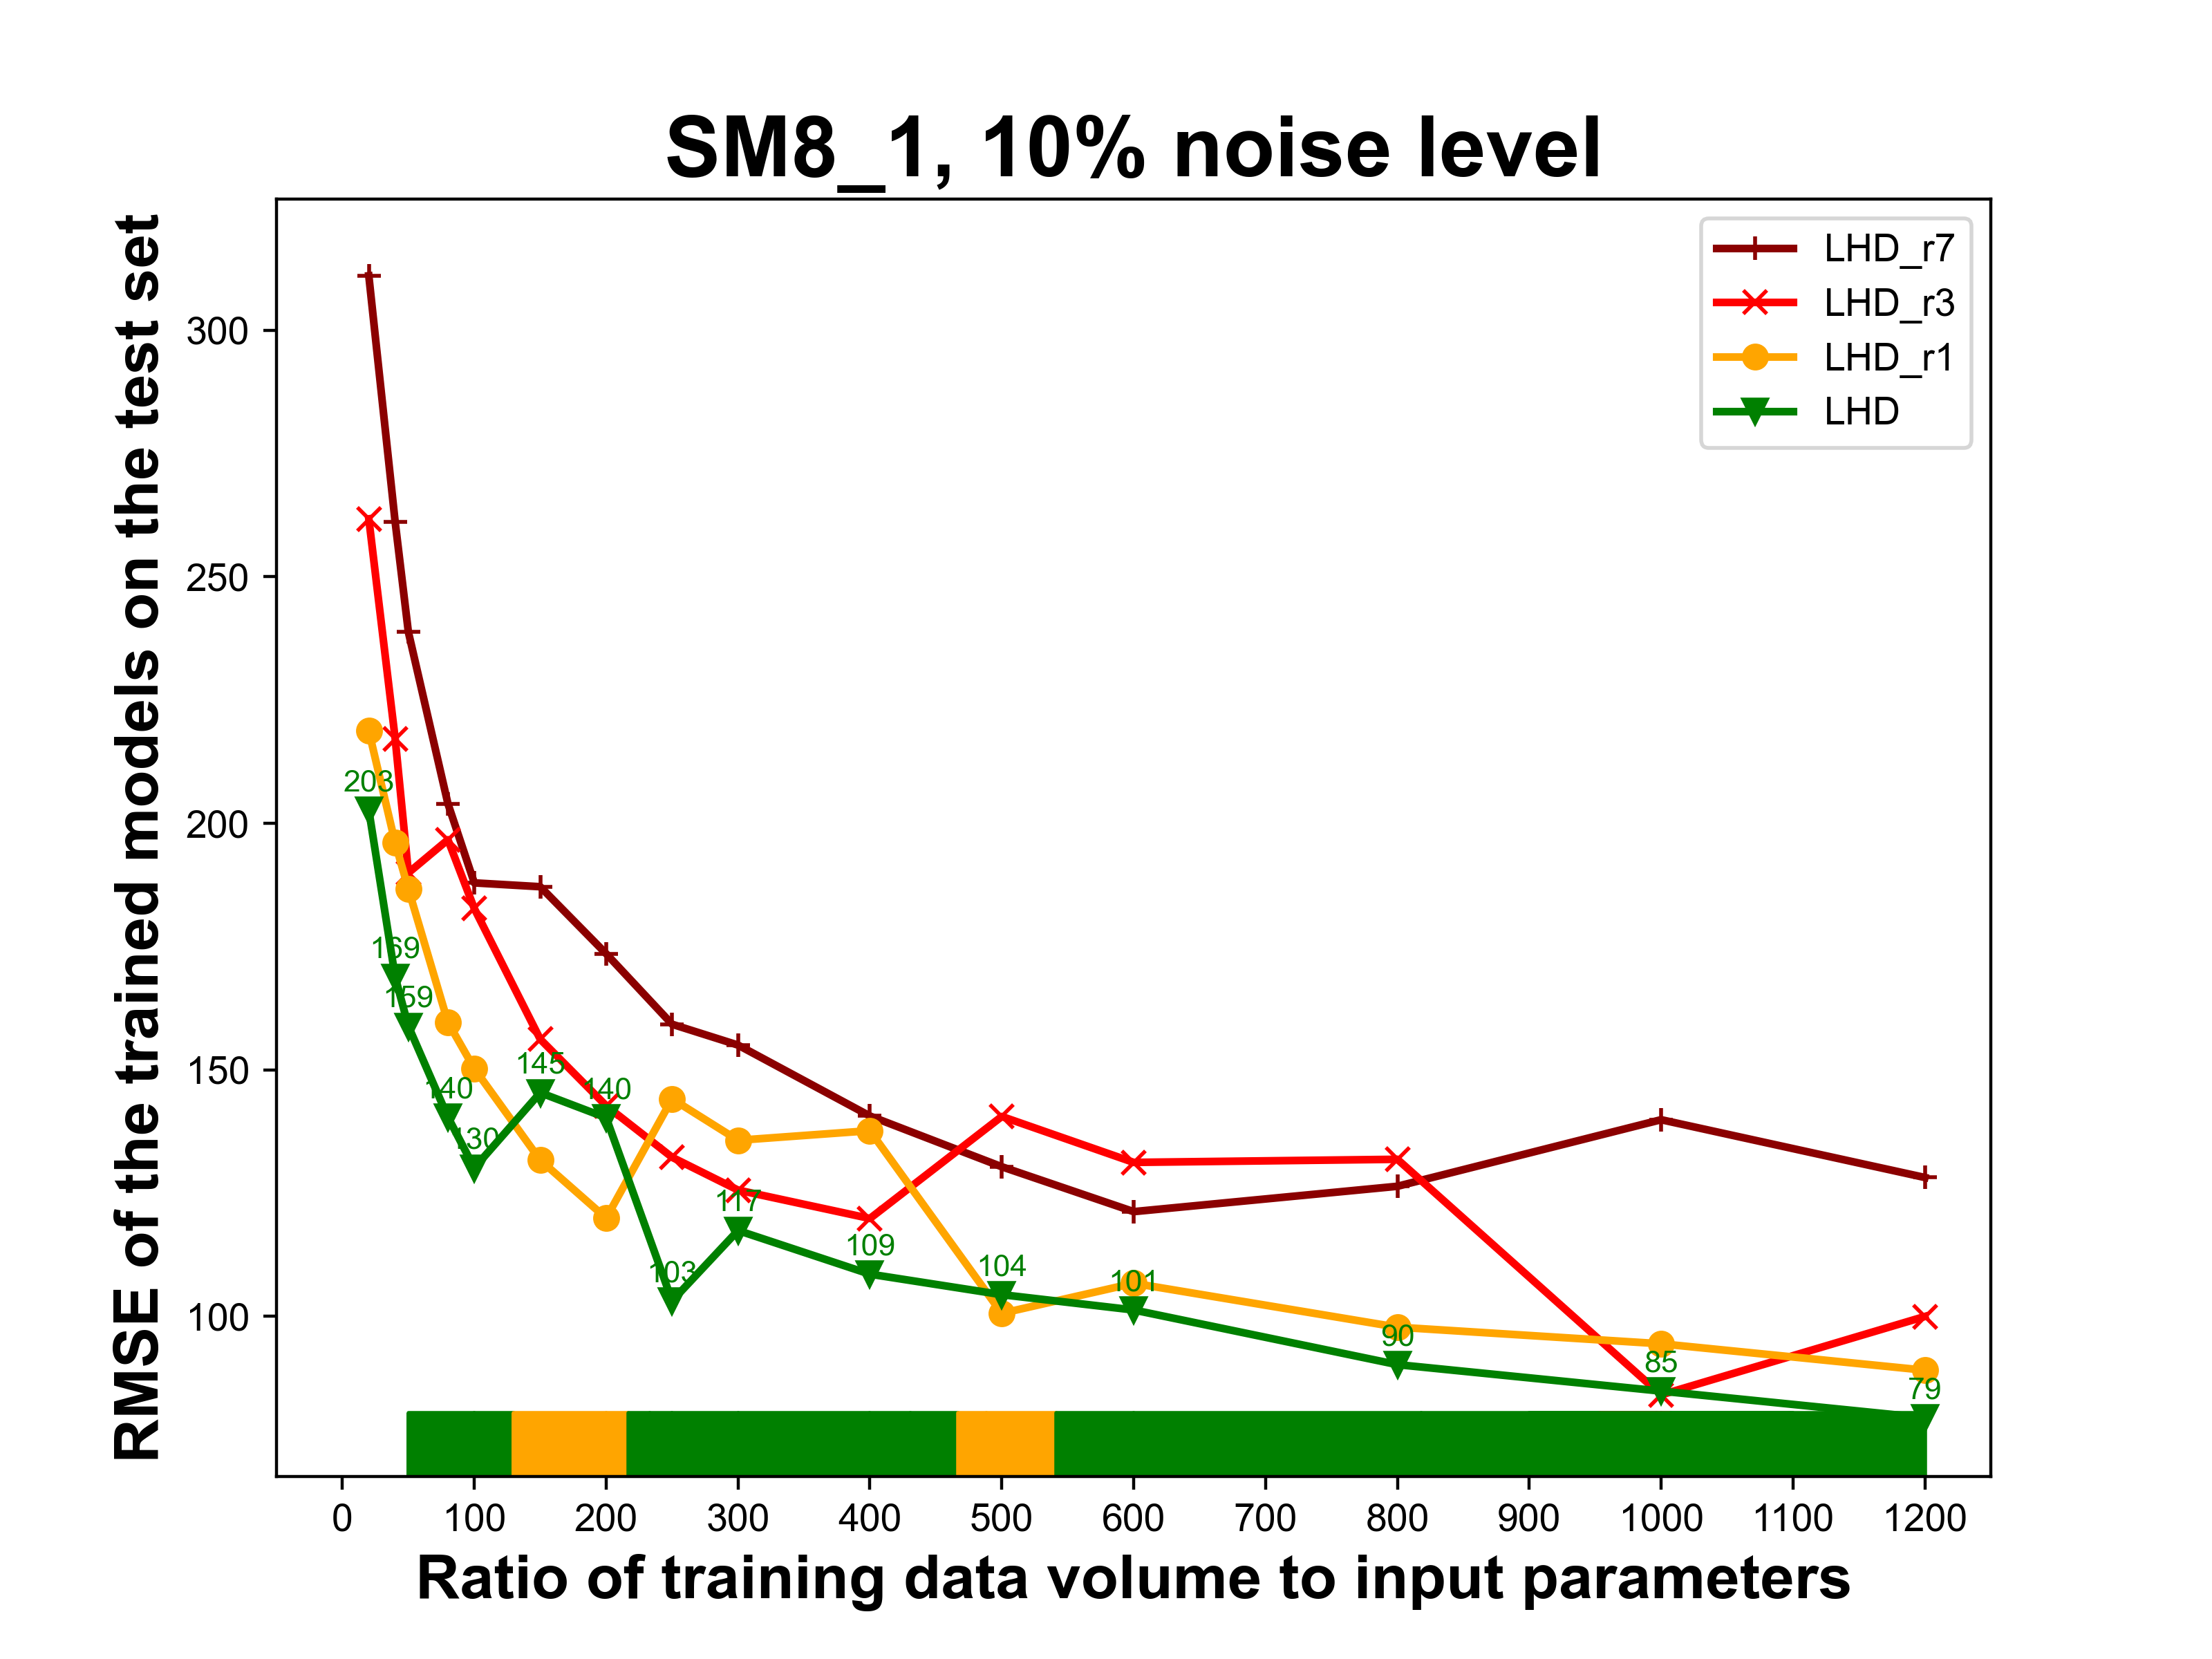 SM8_1, 10% noise level
RMSE of the trained models on the test set
300
250
200
150
100
LHD_r7
LHD_r3
LHD_r1
LHD
203
169
159
140
130
145
140
103
117
109
104
101
90
85
79
0 100 200 300 400 500 600 700 800 900 1000 1100 1200
Ratio of training data volume to input parameters